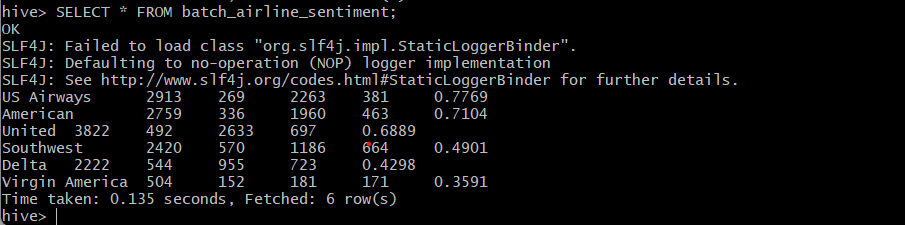 hive> SELECT * FROM batch_airline_sentiment;
OK
SLF4J: Failed to load class "org.slf4j.impl.StaticLoggerBinder".
SLF4J: Defaulting to no-operation (NOP) logger implementation
SLF4J: See http://www.slf4j.org/codes.html#StaticLoggerBinder for further details.
US Airways 2913 269 2263 381 0.7769
American 2759 336 1960 463 0.7104
United 3822 492 2633 697 0.6889
Southwest 2420 570 1186 664 0.4901
Delta 2222 544 955 723 0.4298
Virgin America 504 152 181 171 0.3591
Time taken: 0.135 seconds, Fetched: 6 row(s)
hive>